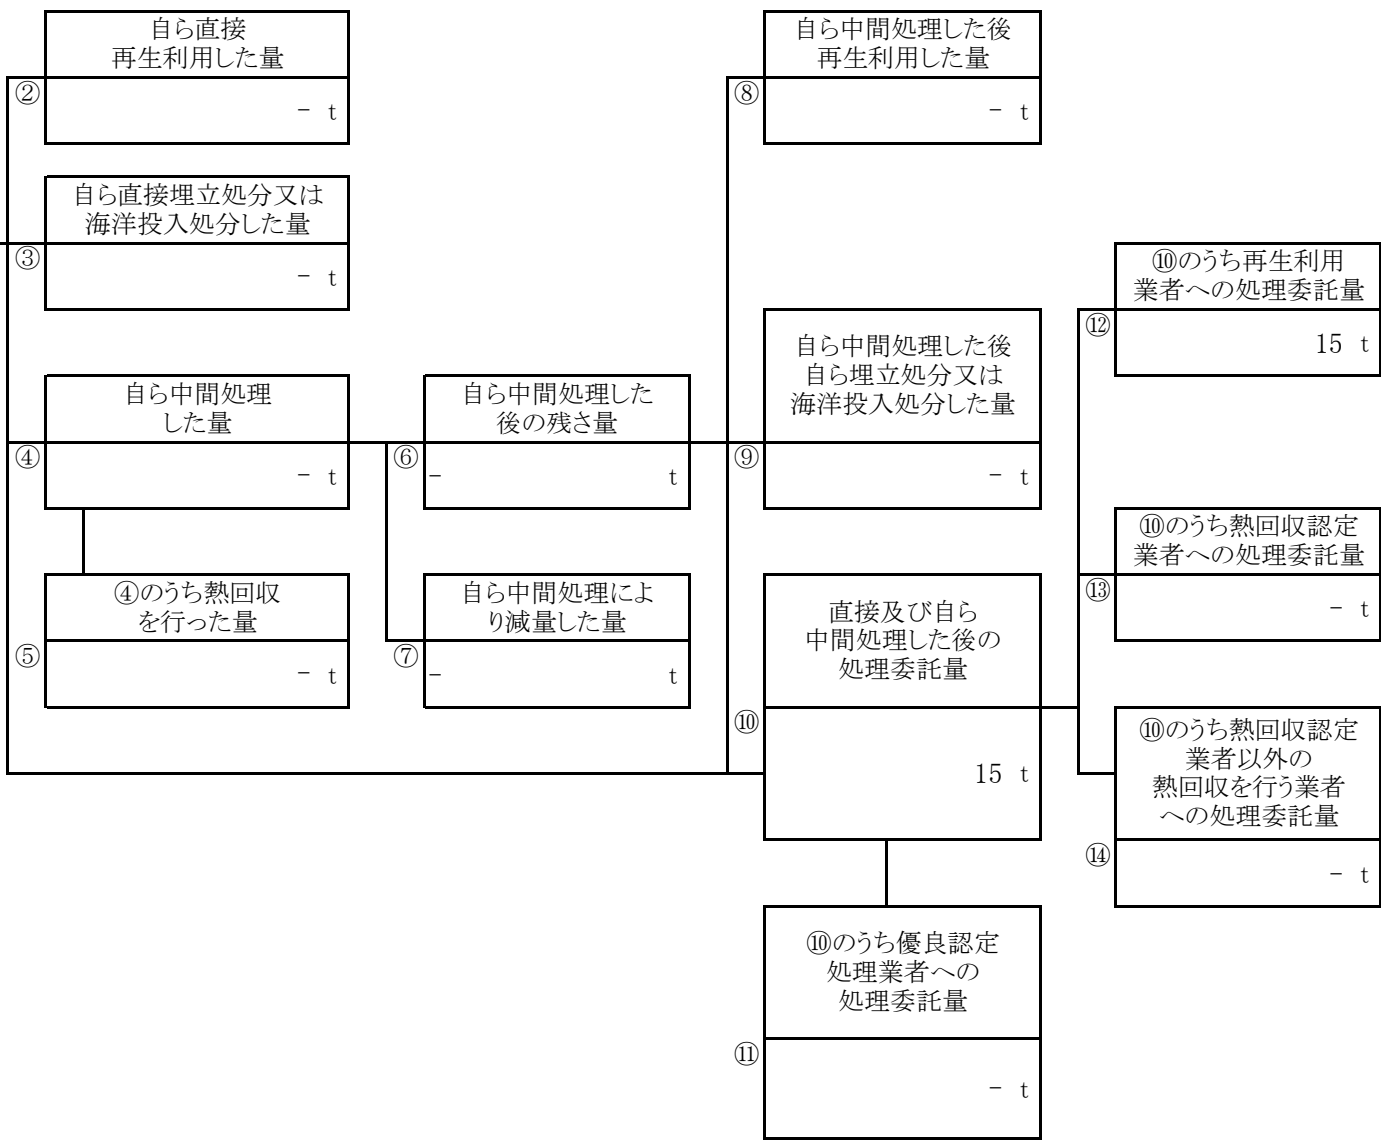 自ら直接
再生利用した量
②
－ t
自ら直接埋立処分又は
海洋投入処分した量
③
－ t
自ら中間処理
した量
④
－ t
④のうち熱回収
を行った量
⑤
－ t
自ら中間処理した
後の残さ量
⑥
－ t
自ら中間処理によ
り減量した量
⑦
－ t
自ら中間処理した後
再生利用した量
⑧
－ t
自ら中間処理した後
自ら埋立処分又は
海洋投入処分した量
⑨
－ t
直接及び自ら
中間処理した後の
処理委託量
⑩
15 t
⑩のうち優良認定
処理業者への
処理委託量
⑪
－ t
⑩のうち再生利用
業者への処理委託量
⑫
15 t
⑩のうち熱回収認定
業者への処理委託量
⑬
－ t
⑩のうち熱回収認定
業者以外の
熱回収を行う業者
への処理委託量
⑭
－ t